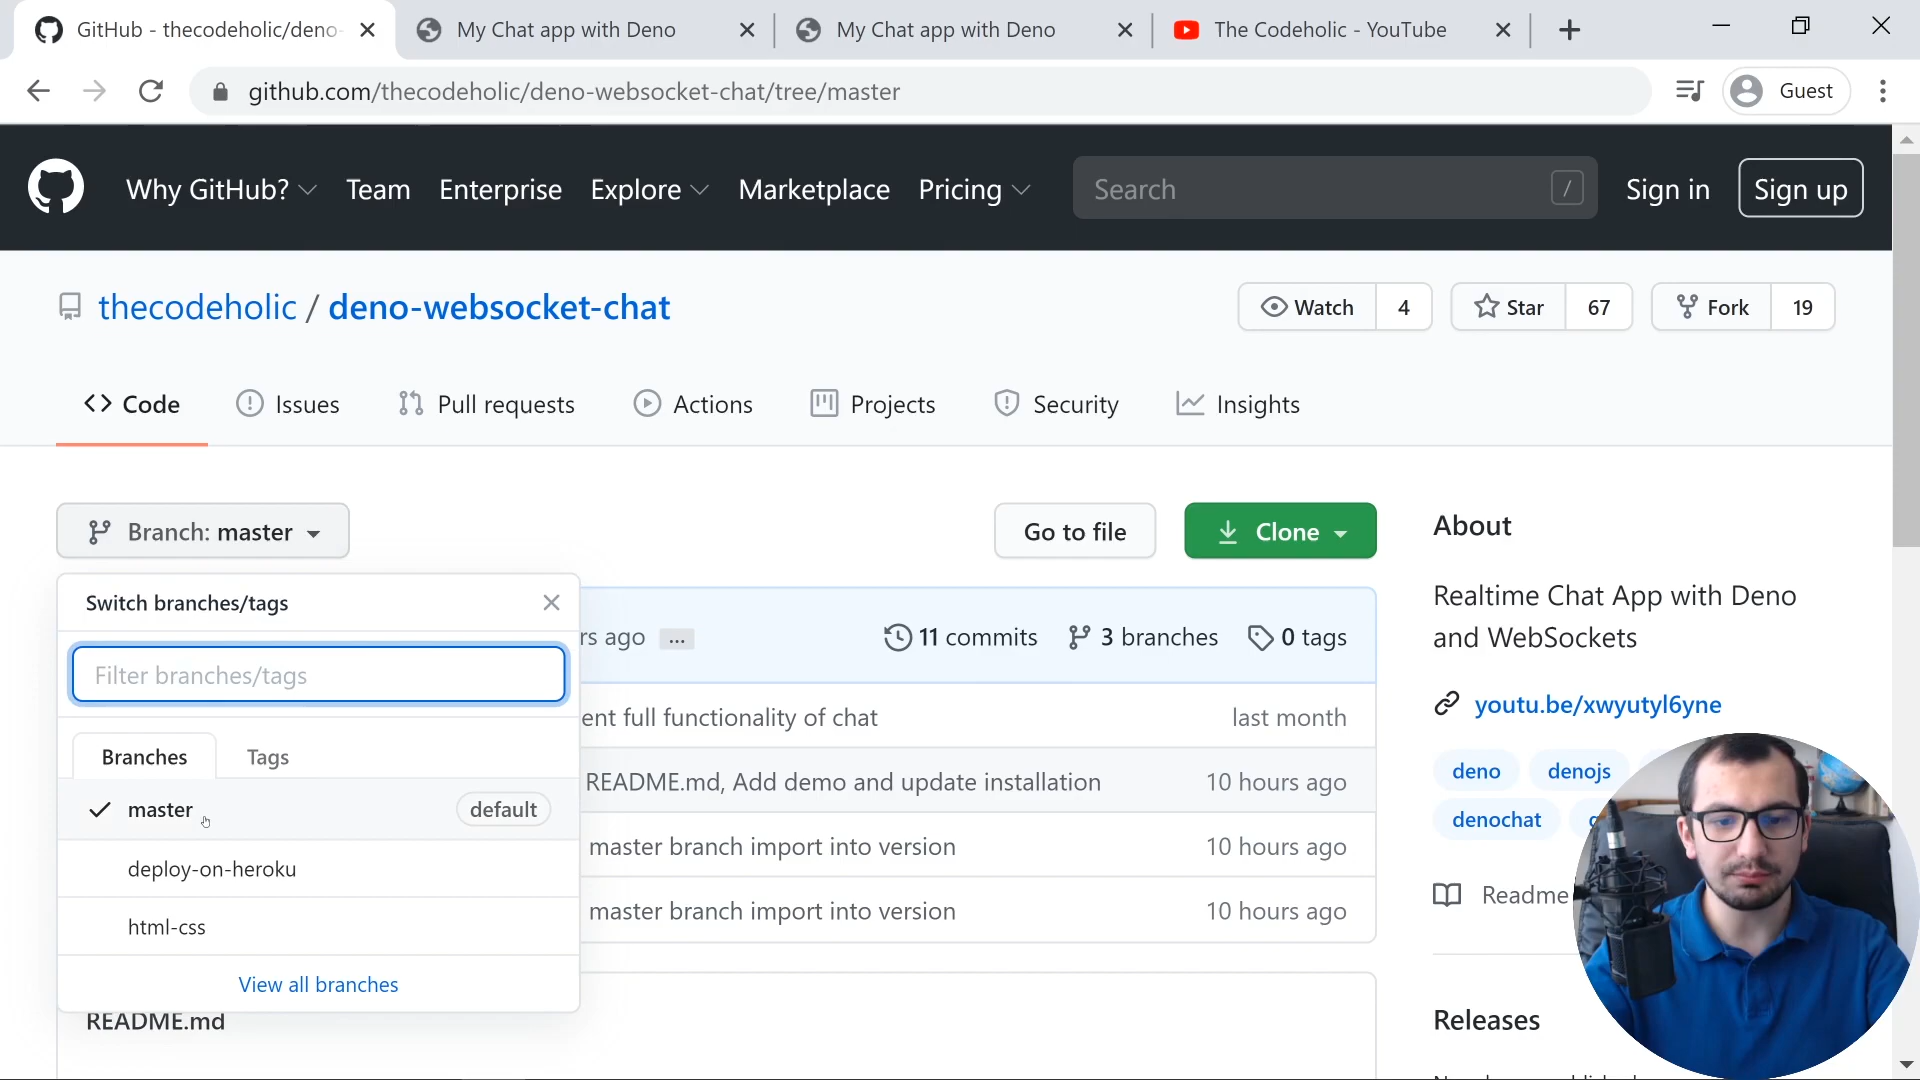 GitHub - thecodeholic/deno-
My Chat app with Deno
My Chat app with Deno
The Codeholic - YouTube
github.com/thecodeholic/deno-websocket-chat/tree/master
Guest
Why GitHub?
Team
Enterprise
Explore
Marketplace
Pricing
Search
/
Sign in
Sign up
thecodeholic / deno-websocket-chat
Watch 4
Star 67
Fork 19
Code
Issues
Pull requests
Actions
Projects
Security
Insights
Branch: master
Go to file
Clone
About
Switch branches/tags
Filter branches/tags
Branches
Tags
master
default
deploy-on-heroku
html-css
View all branches
rs ago ...
11 commits
3 branches
0 tags
ent full functionality of chat
last month
README.md, Add demo and update installation
10 hours ago
master branch import into version
10 hours ago
master branch import into version
10 hours ago
README.md
Realtime Chat App with Deno
and WebSockets
youtu.be/xwyutyl6yne
deno
denojs
denochat
Readme
Releases